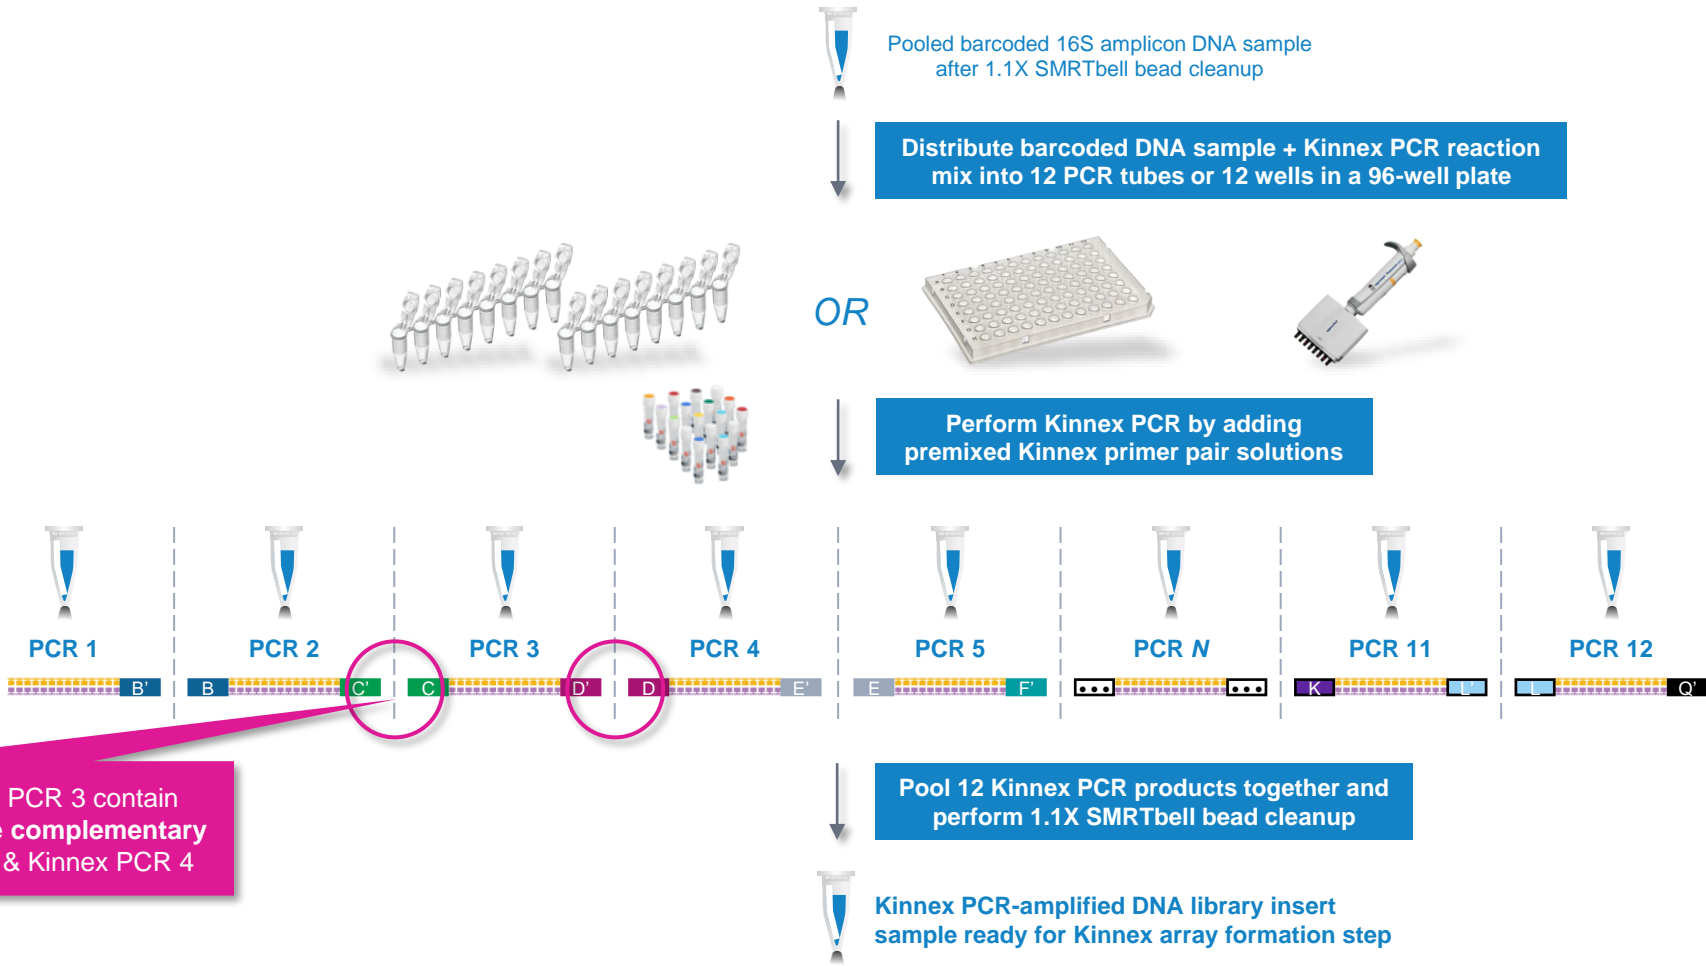 Pooled barcoded 16S amplicon DNA sample
after 1.1X SMRTbell bead cleanup
Distribute barcoded DNA sample + Kinnex PCR reaction
mix into 12 PCR tubes or 12 wells in a 96-well plate
OR
Perform Kinnex PCR by adding
premixed Kinnex primer pair solutions
PCR 1
PCR 2
PCR 3
PCR 4
PCR 5
PCR N
PCR 11
PCR 12
B' B C' C D' D E' E F' ... ... K L' L Q'
PCR 3 contain
complementary
& Kinnex PCR 4
Pool 12 Kinnex PCR products together and
perform 1.1X SMRTbell bead cleanup
Kinnex PCR-amplified DNA library insert
sample ready for Kinnex array formation step